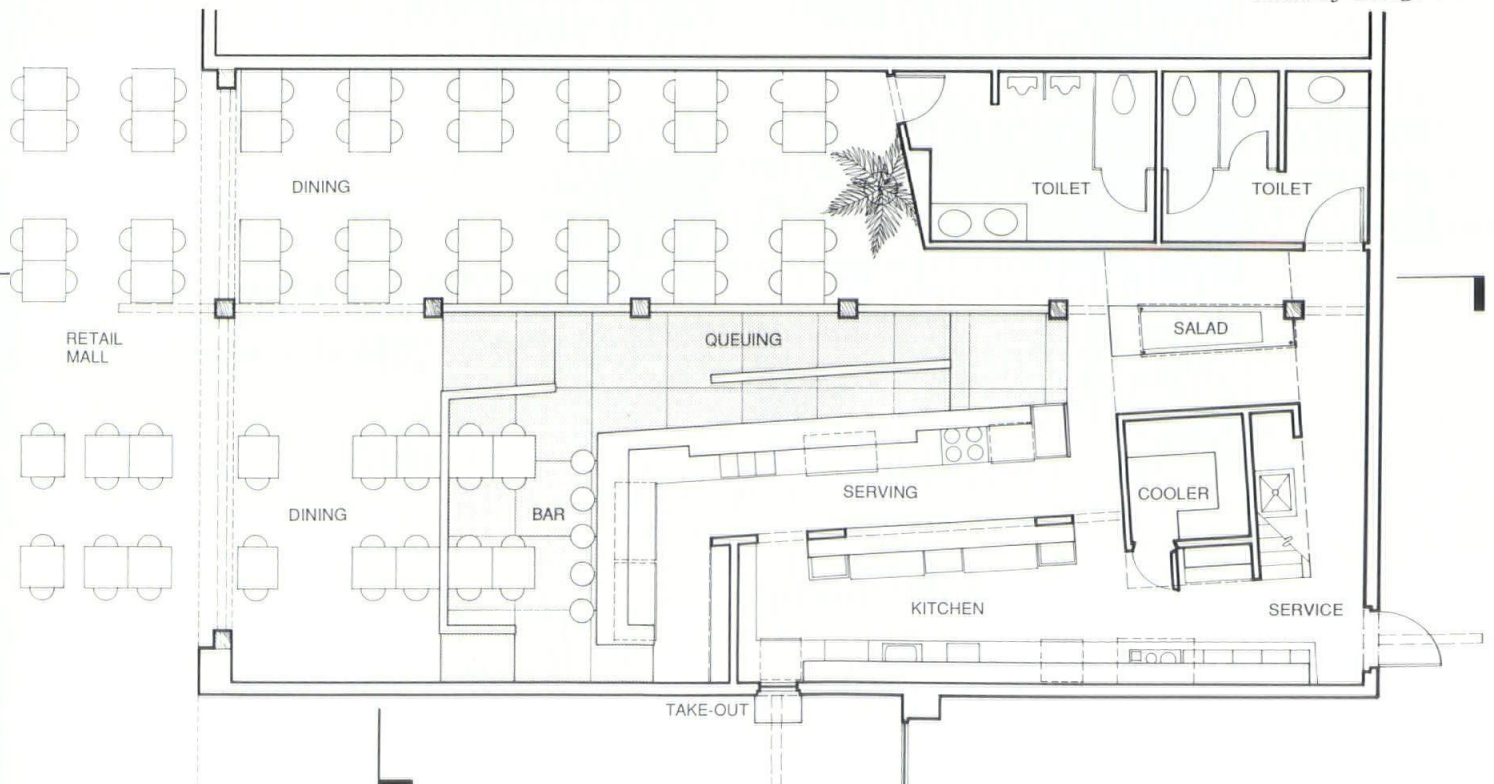 DINING
TOILET
TOILET
RETAIL
MALL
QUEUING
SALAD
DINING
BAR
SERVING
COOLER
KITCHEN
SERVICE
TAKE-OUT